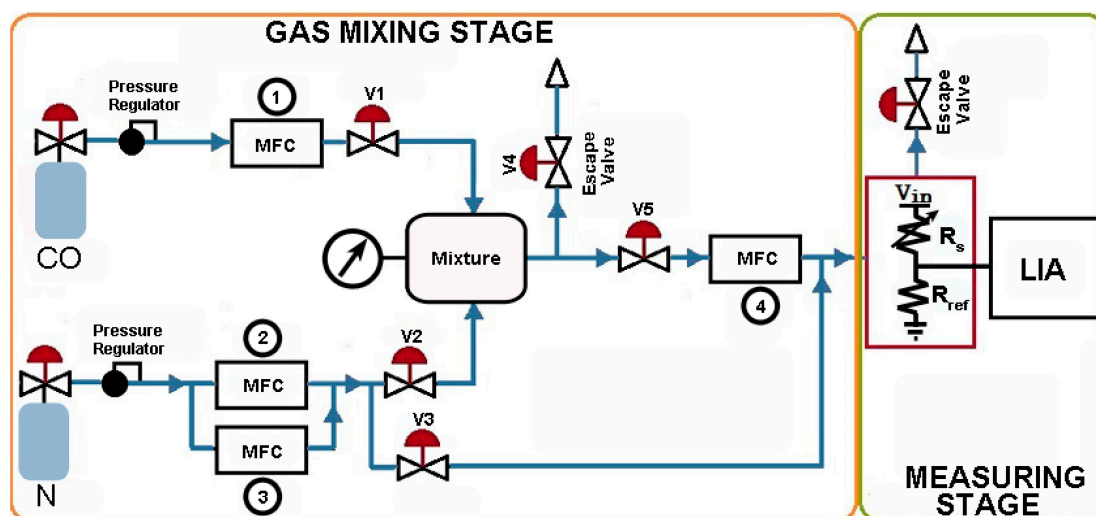 GAS MIXING STAGE
Pressure
Regulator
1
MFC
V1
CO
Mixture
V4
Escape
Valve
V5
MFC
4
Pressure
Regulator
2
MFC
V2
MFC
3
V3
N
Escape
Valve
Vin
Rs
Rref
LIA
MEASURING
STAGE